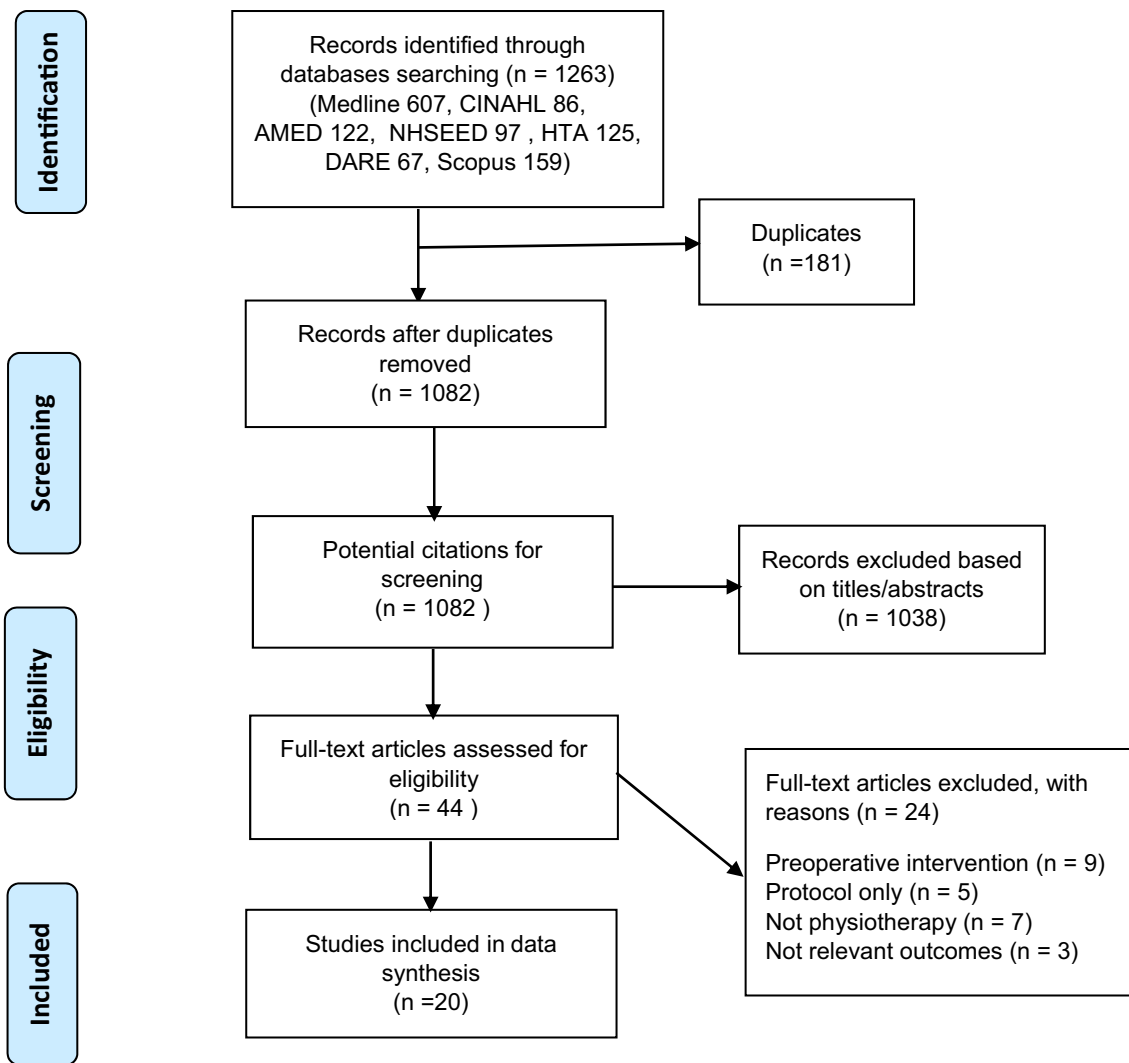 Identification
Records identified through
databases searching (n = 1263)
(Medline 607, CINAHL 86,
AMED 122, NHSEED 97 , HTA 125,
DARE 67, Scopus 159)
Duplicates
(n =181)
Screening
Records after duplicates
removed
(n = 1082)
Potential citations for
screening
(n = 1082 )
Records excluded based
on titles/abstracts
(n = 1038)
Eligibility
Full-text articles assessed for
eligibility
(n = 44 )
Full-text articles excluded, with
reasons (n = 24)
Preoperative intervention (n = 9)
Protocol only (n = 5)
Not physiotherapy (n = 7)
Not relevant outcomes (n = 3)
Included
Studies included in data
synthesis
(n =20)